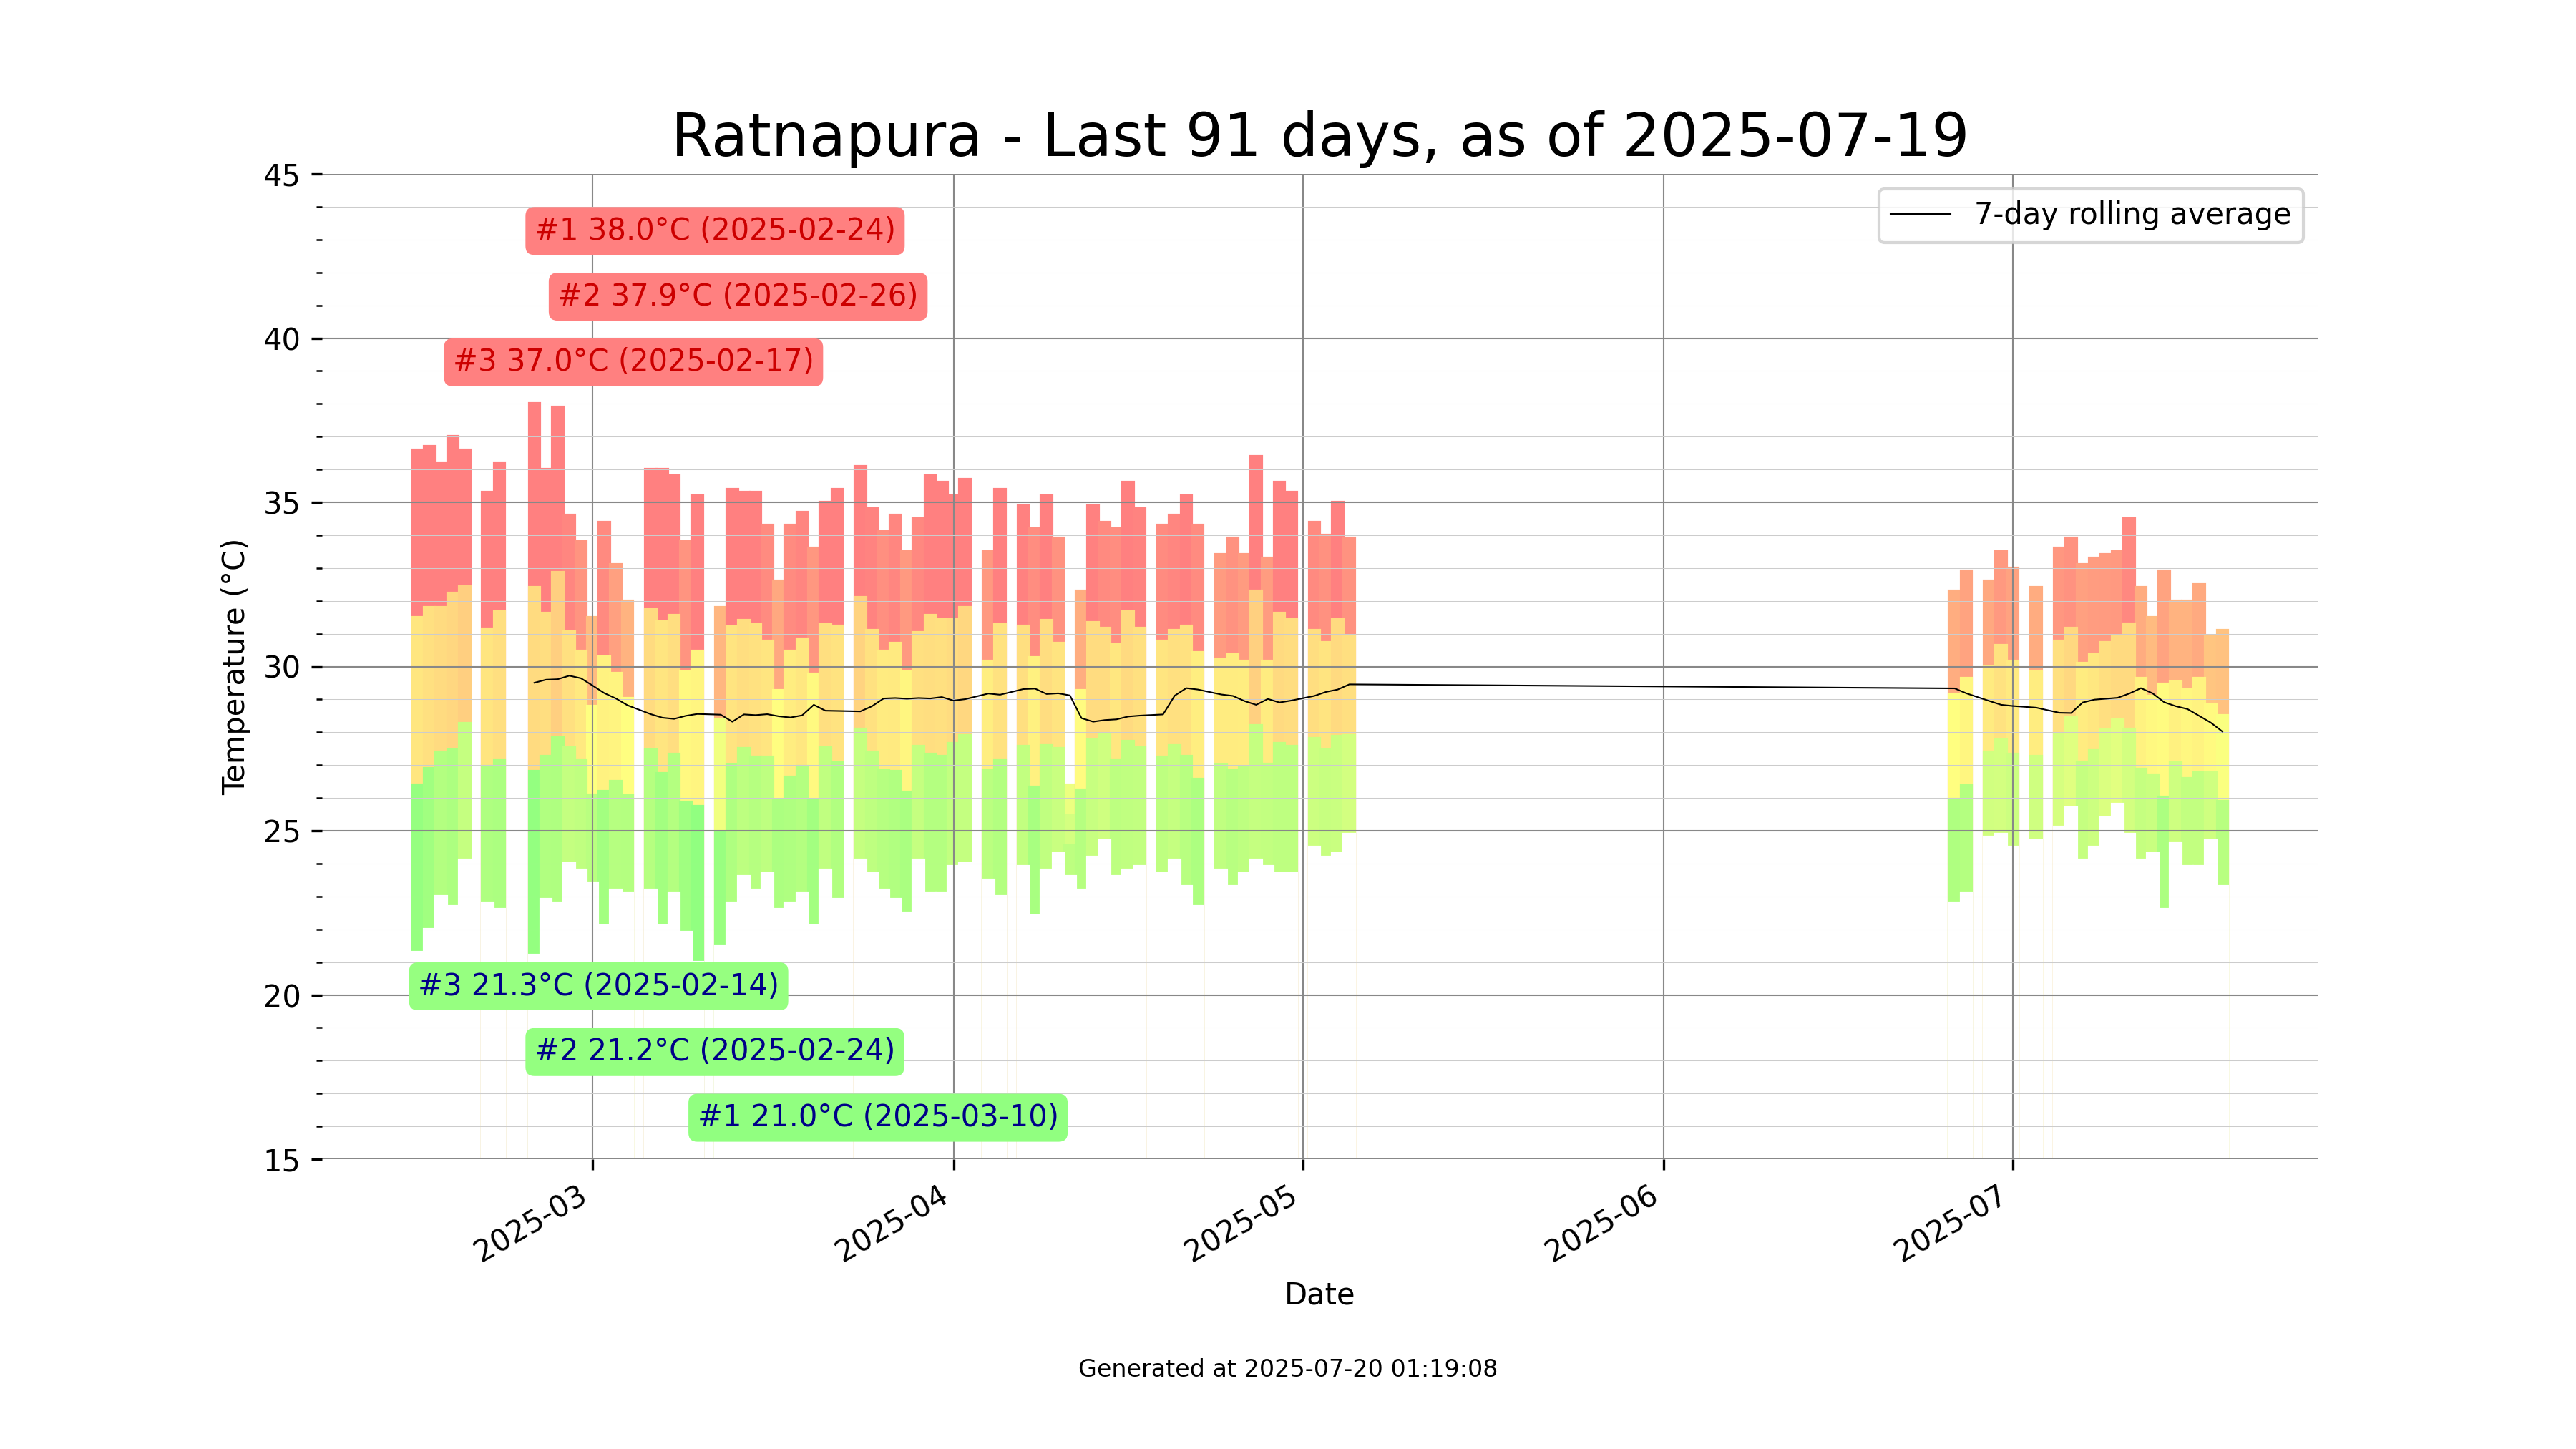 Ratnapura - Last 91 days, as of 2025-07-19
7-day rolling average
#1 38.0°C (2025-02-24)
#2 37.9°C (2025-02-26)
#3 37.0°C (2025-02-17)
#3 21.3°C (2025-02-14)
#2 21.2°C (2025-02-24)
#1 21.0°C (2025-03-10)
Temperature (°C)
45
40
35
30
25
20
15
2025-03
2025-04
2025-05
2025-06
2025-07
Date
Generated at 2025-07-20 01:19:08